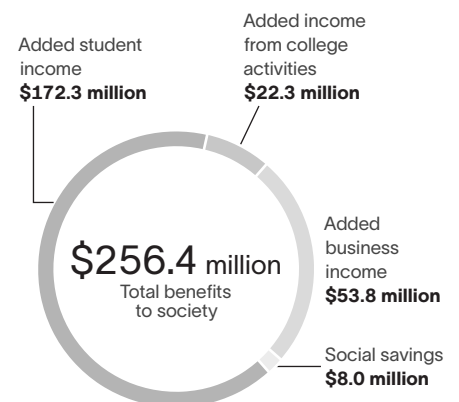 Added student
income
$172.3 million
Added income
from college
activities
$22.3 million
$256.4 million
Total benefits
to society
Added
business
income
$53.8 million
Social savings
$8.0 million